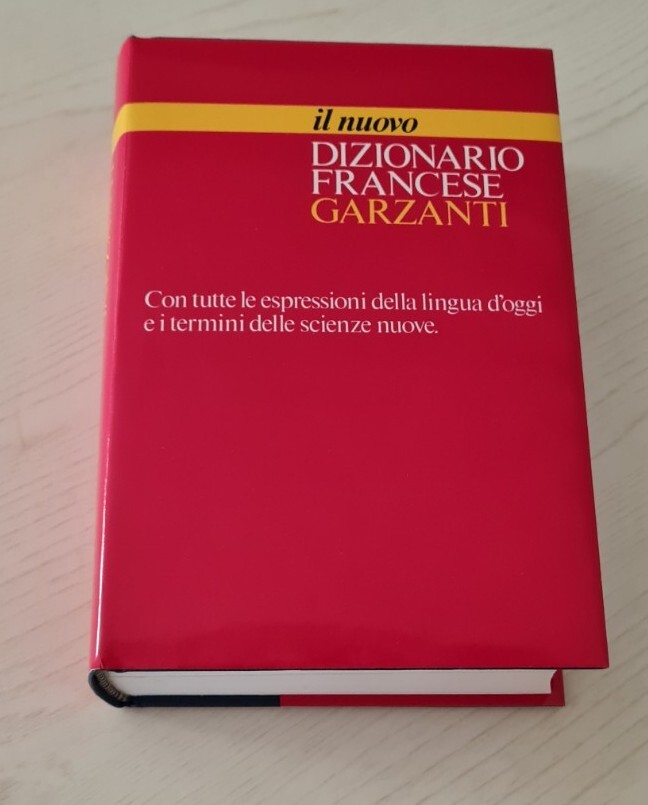 il nuovo
DIZIONARIO
FRANCESE
GARZANTI
Con tutte le espressioni della lingua d'oggi
e i termini delle scienze nuove.